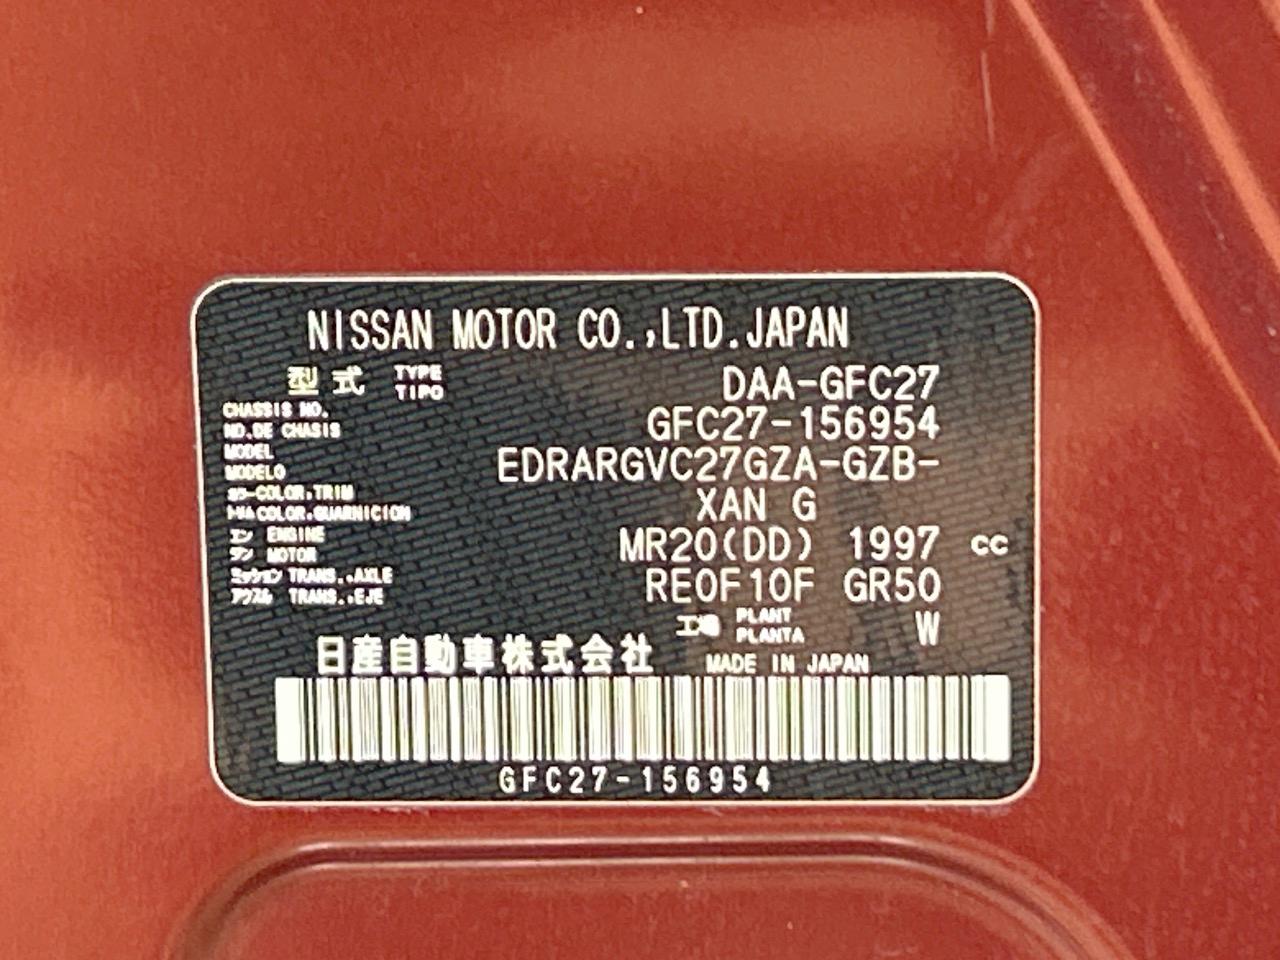 NISSAN MOTOR CO.,LTD.JAPAN
型式 TYPE TIPO DAA-GFC27
CHASSIS NO. NO.DE CHASIS GFC27-156954
MODEL MODELO EDRARGVC27GZA-GZB-
カラー COLOR.TRIM トリム COLOR.GUARNICION XAN G
エンジン ENGINE MOTOR MR20(DD) 1997 cc
ミッション TRANS.,AXLE アクスル TRANS.,EJE RE0F10F GR50
工場 PLANT PLANTA W
日産自動車株式会社 MADE IN JAPAN
GFC27-156954